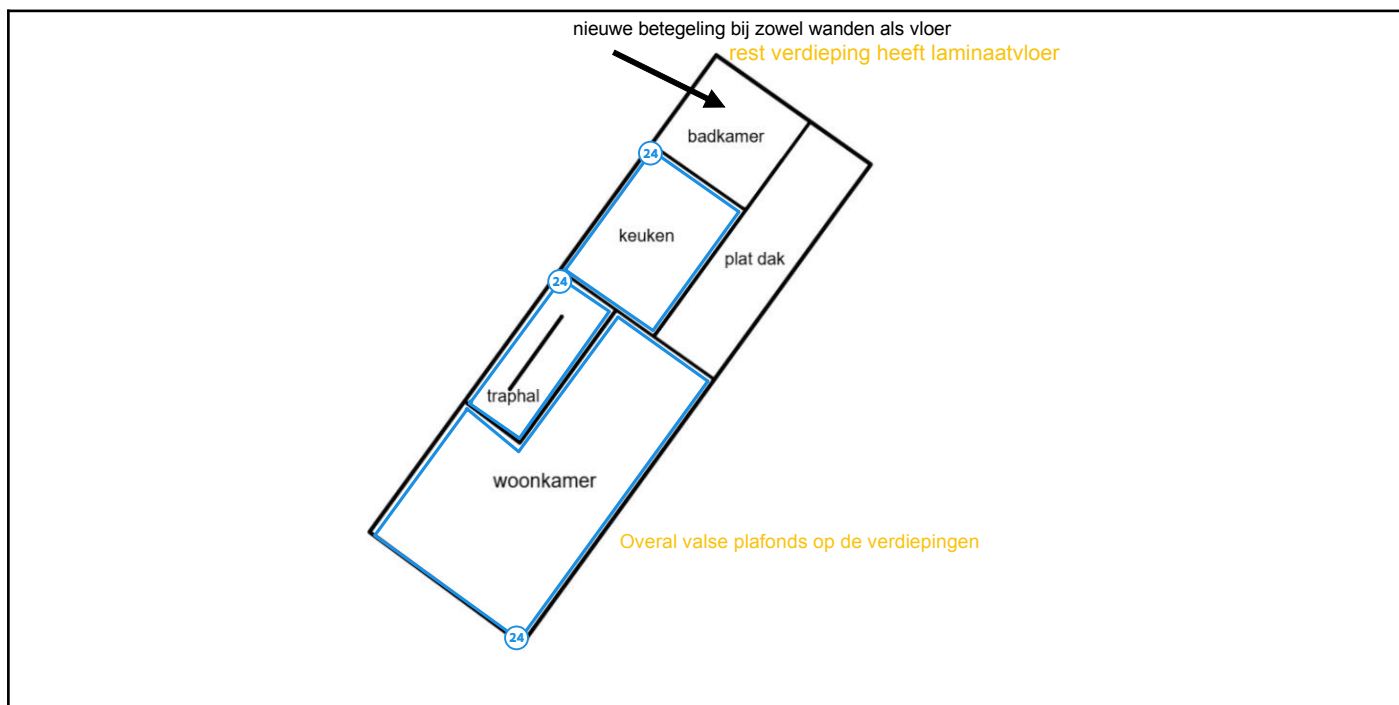 nieuwe betegeling bij zowel wanden als vloer
rest verdieping heeft laminaatvloer
badkamer
24
keuken
plat dak
24
traphal
woonkamer
Overal valse plafonds op de verdiepingen
24